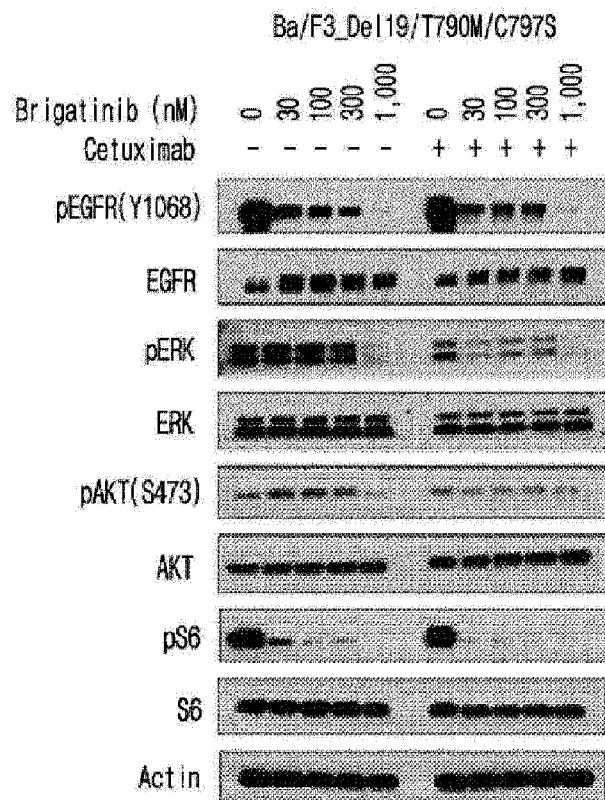 Ba/F3_Del19/T790M/C797S
Brigatinib (nM) 0 30 100 300 1,000 0 30 100 300 1,000
Cetuximab - - - - - + + + + +
pEGFR(Y1068)
EGFR
pERK
ERK
pAKT(S473)
AKT
pS6
S6
Actin